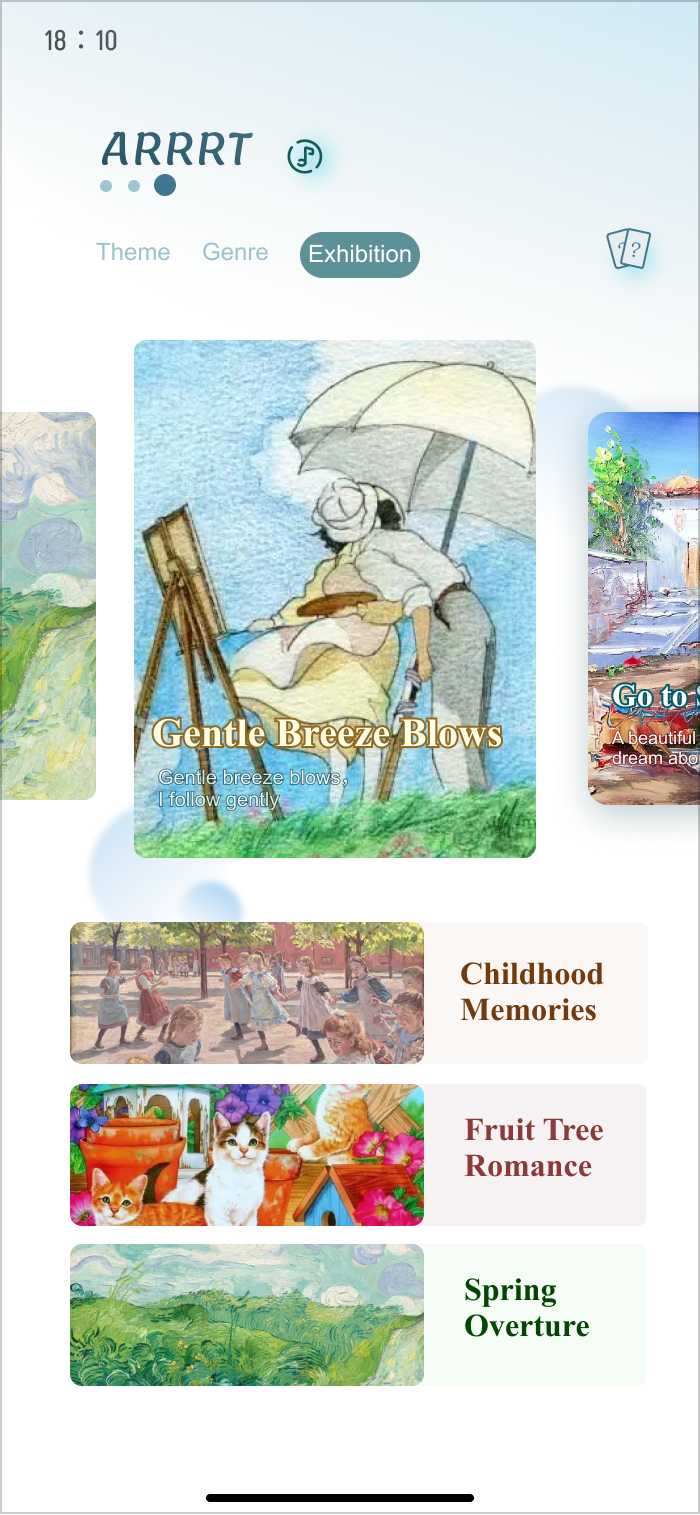 18：10
ARRRT
Theme Genre Exhibition
? ?
Gentle Breeze Blows
Gentle breeze blows，
I follow gently
Go to
A beautiful
dream abo
Childhood
Memories
Fruit Tree
Romance
Spring
Overture